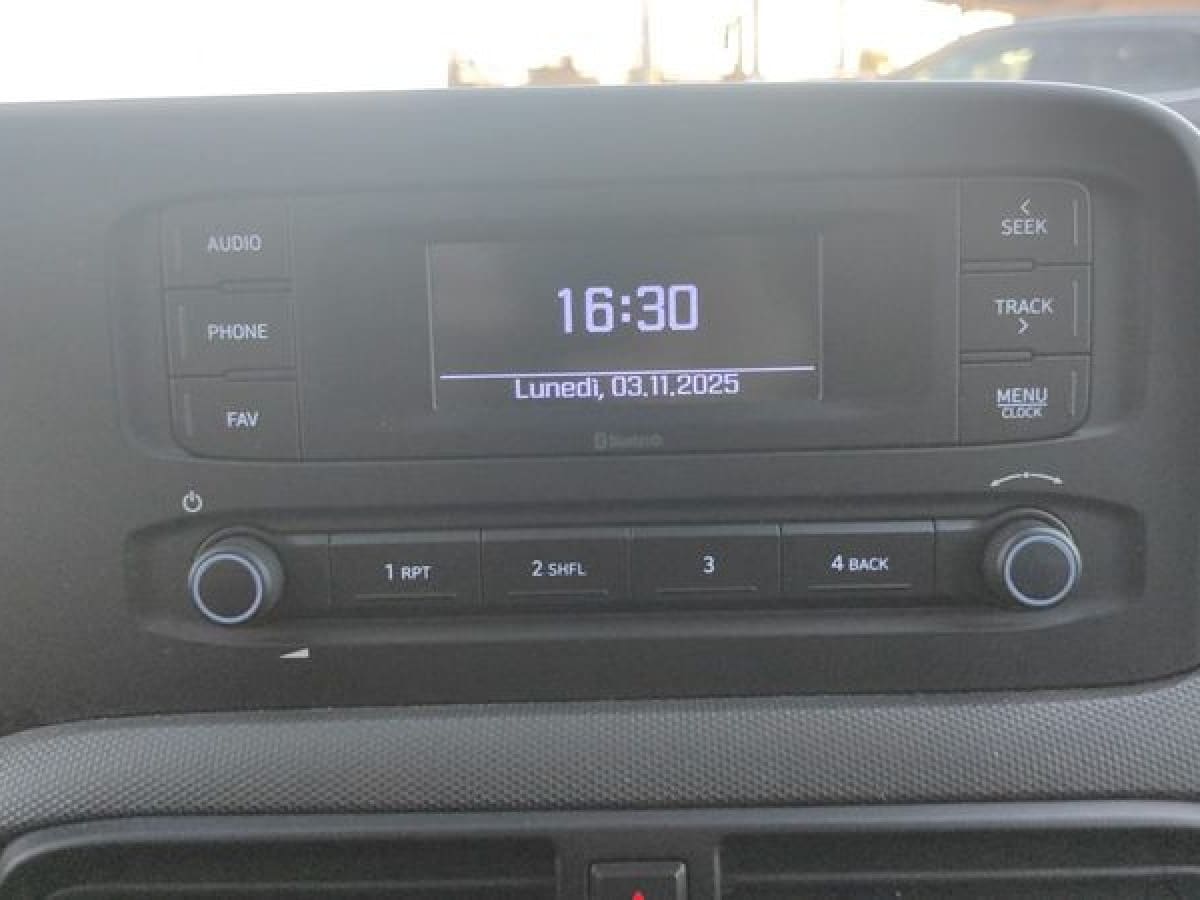 AUDIO
PHONE
FAV
16:30
Lunedì, 03.11.2025
Bluetooth
< SEEK
TRACK >
MENU
CLOCK
1 RPT
2 SHFL
3
4 BACK